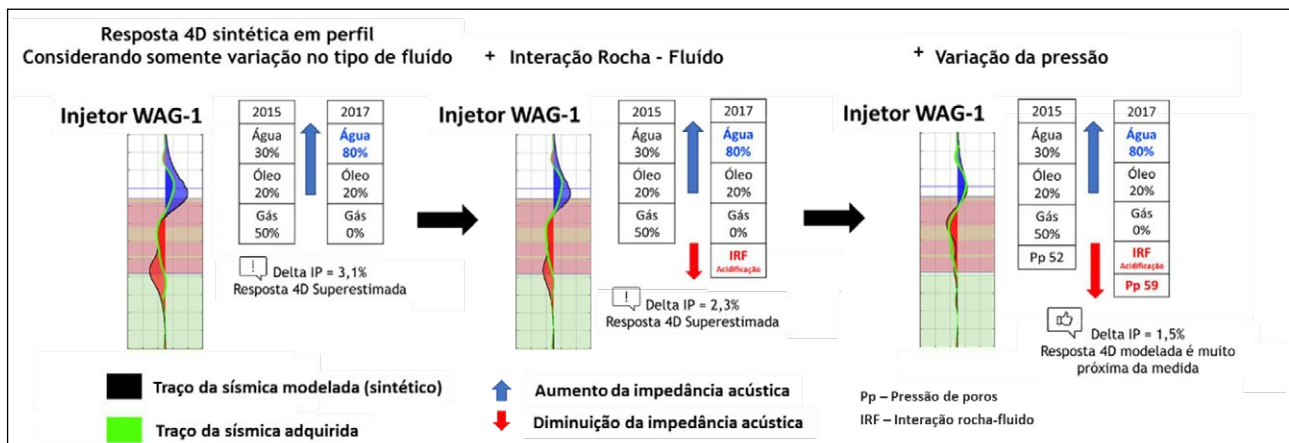 Resposta 4D sintética em perfil
Considerando somente variação no tipo de fluído
+ Interação Rocha - Fluído
+ Variação da pressão
Injetor WAG-1
2015
Água
30%
Óleo
20%
Gás
50%
2017
Água
80%
Óleo
20%
Gás
0%
! Delta IP = 3,1%
Resposta 4D Superestimada
Injetor WAG-1
2015
Água
30%
Óleo
20%
Gás
50%
2017
Água
80%
Óleo
20%
Gás
0%
IRF
Acidificação
! Delta IP = 2,3%
Resposta 4D Superestimada
Injetor WAG-1
2015
Água
30%
Óleo
20%
Gás
50%
Pp 52
2017
Água
80%
Óleo
20%
Gás
0%
IRF
Acidificação
Pp 59
Delta IP = 1,5%
Resposta 4D modelada é muito
próxima da medida
Traço da sísmica modelada (sintético)
Traço da sísmica adquirida
Aumento da impedância acústica
Diminuição da impedância acústica
Pp – Pressão de poros
IRF – Interação rocha-fluido